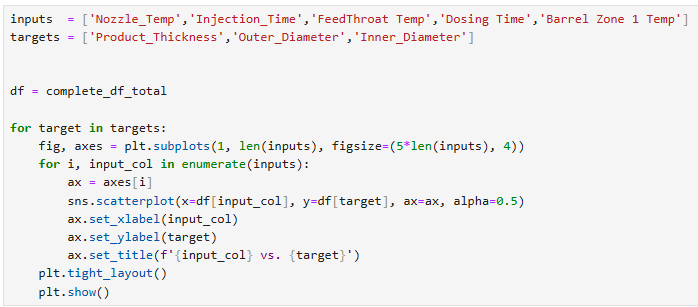 inputs  = ['Nozzle_Temp','Injection_Time','FeedThroat Temp','Dosing Time','Barrel Zone 1 Temp']
targets = ['Product_Thickness','Outer_Diameter','Inner_Diameter']
df = complete_df_total
for target in targets:
    fig, axes = plt.subplots(1, len(inputs), figsize=(5*len(inputs), 4))
    for i, input_col in enumerate(inputs):
        ax = axes[i]
        sns.scatterplot(x=df[input_col], y=df[target], ax=ax, alpha=0.5)
        ax.set_xlabel(input_col)
        ax.set_ylabel(target)
        ax.set_title(f'{input_col} vs. {target}')
    plt.tight_layout()
    plt.show()